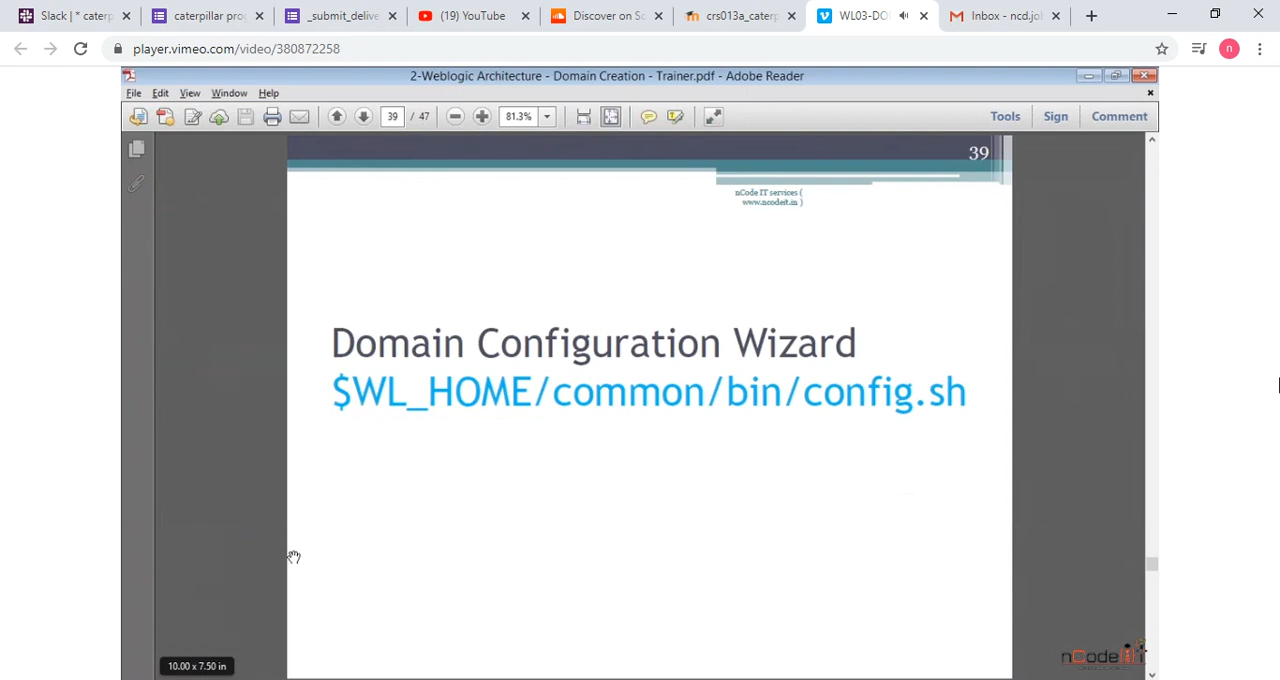 Slack | * caterp
caterpillar pro
_submit_delive
(19) YouTube
Discover on So
crs013a_caterp
WL03-DO
Inbox - ncd.jo
player.vimeo.com/video/380872258
n
2-Weblogic Architecture - Domain Creation - Trainer.pdf - Adobe Reader
File Edit View Window Help
39 / 47
81.3%
Tools Sign Comment
39
nCode IT services (
www.ncodeit.in )
Domain Configuration Wizard
$WL_HOME/common/bin/config.sh
10.00 x 7.50 in
nCode iT